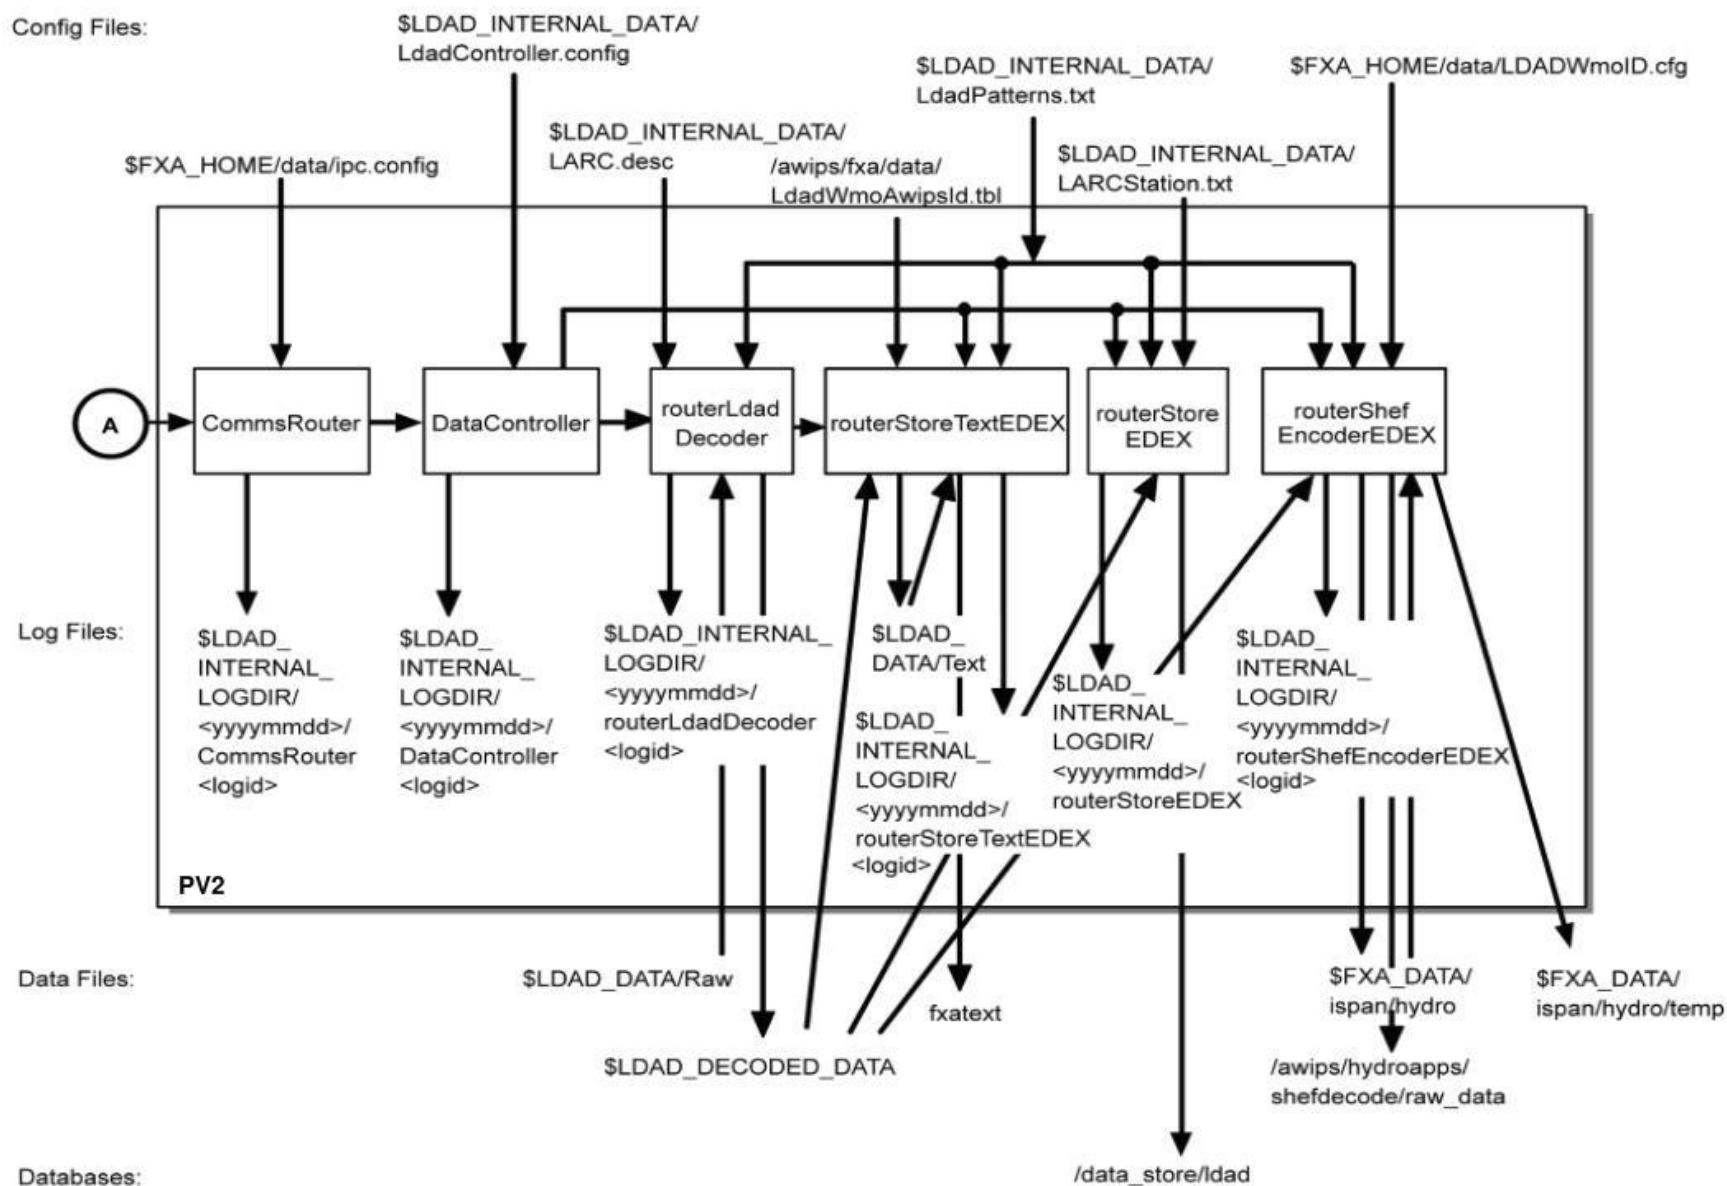 Config Files:
$LDAD_INTERNAL_DATA/
LdadController.config
$LDAD_INTERNAL_DATA/
LdadPatterns.txt
$FXA_HOME/data/LDADWmoID.cfg
$FXA_HOME/data/ipc.config
$LDAD_INTERNAL_DATA/
LARC.desc
/awips/fxa/data/
LdadWmoAwipsId.tbl
$LDAD_INTERNAL_DATA/
LARCStation.txt
A
CommsRouter
DataController
routerLdad
Decoder
routerStoreTextEDEX
routerStore
EDEX
routerShef
EncoderEDEX
Log Files:
$LDAD_
INTERNAL_
LOGDIR/
<yyyymmdd>/
CommsRouter
<logid>
$LDAD_
INTERNAL_
LOGDIR/
<yyyymmdd>/
DataController
<logid>
$LDAD_INTERNAL_
LOGDIR/
<yyyymmdd>/
routerLdadDecoder
<logid>
$LDAD_
DATA/Text
$LDAD_
INTERNAL_
LOGDIR/
<yyyymmdd>/
routerStoreTextEDEX
<logid>
$LDAD_
INTERNAL_
LOGDIR/
<yyyymmdd>/
routerStoreEDEX
$LDAD_
INTERNAL_
LOGDIR/
<yyyymmdd>/
routerShefEncoderEDEX
<logid>
PV2
Data Files:
$LDAD_DATA/Raw
$LDAD_DECODED_DATA
fxatext
$FXA_DATA/
ispan/hydro
$FXA_DATA/
ispan/hydro/temp
/awips/hydroapps/
shefdecode/raw_data
Databases:
/data_store/ldad